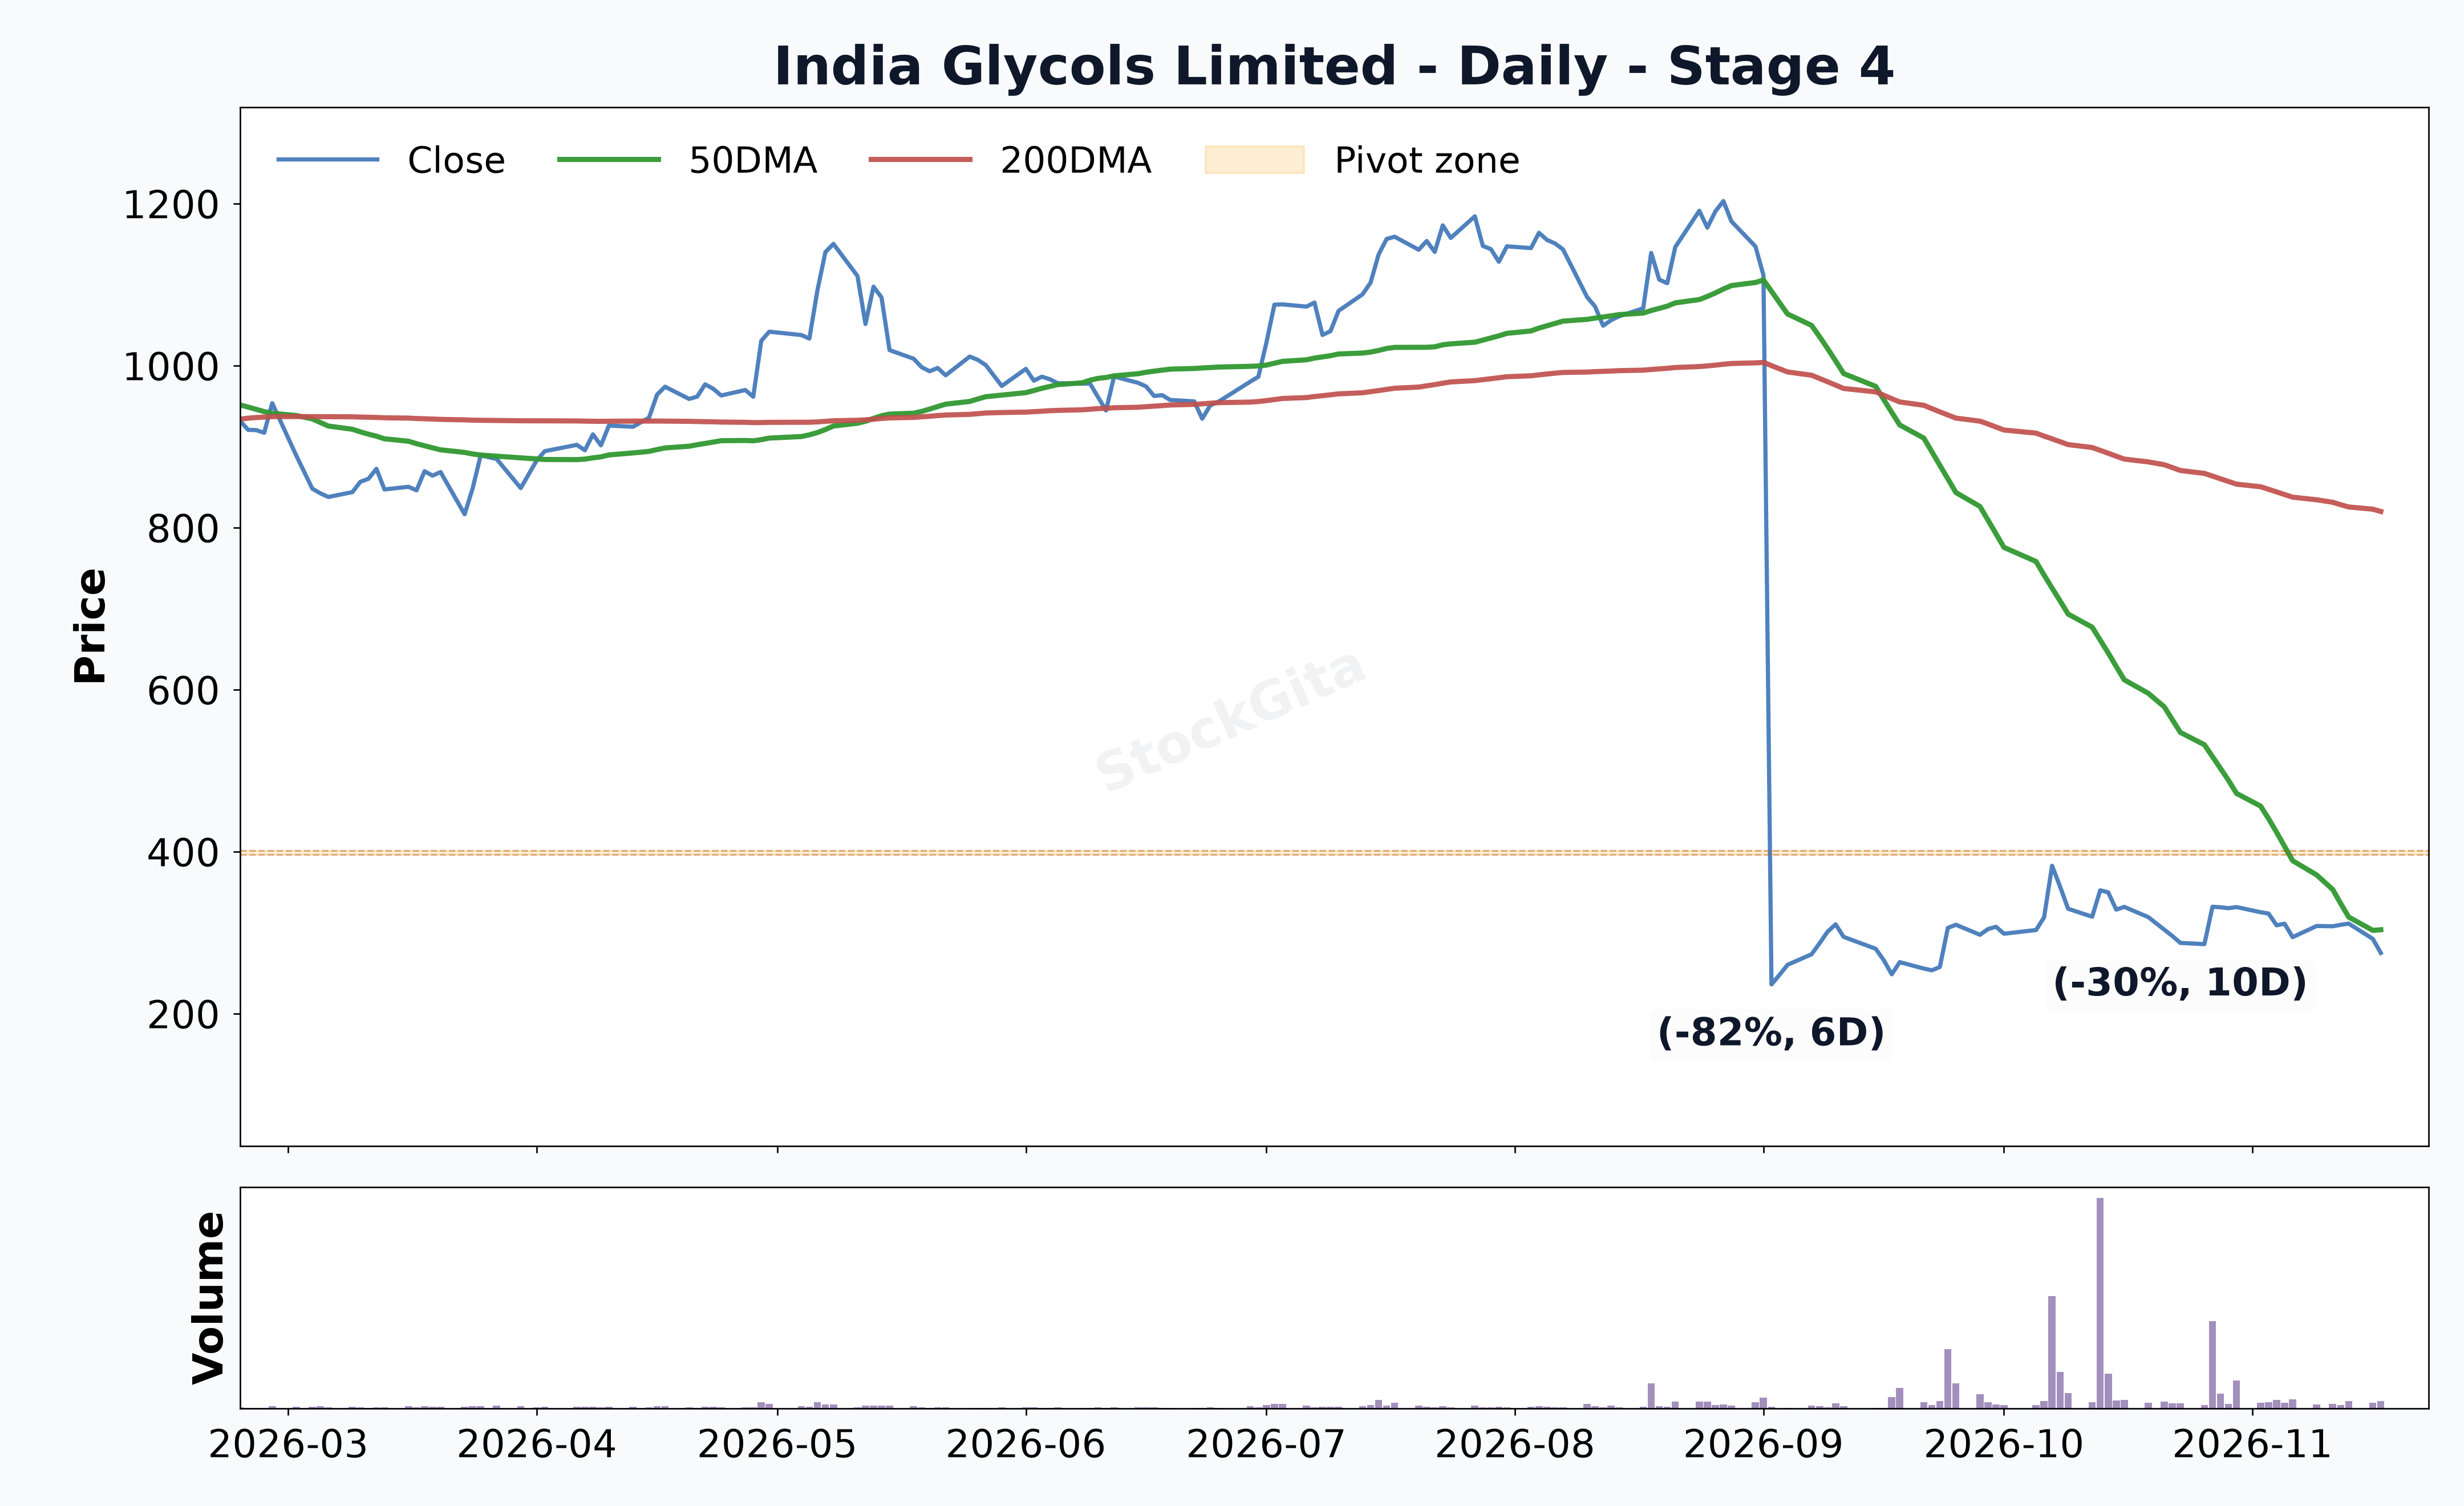 India Glycols Limited - Daily - Stage 4
Close 50DMA 200DMA Pivot zone
Price
1200
1000
800
600
400
200
StockGita
(-30%, 10D)
(-82%, 6D)
Volume
2026-03 2026-04 2026-05 2026-06 2026-07 2026-08 2026-09 2026-10 2026-11